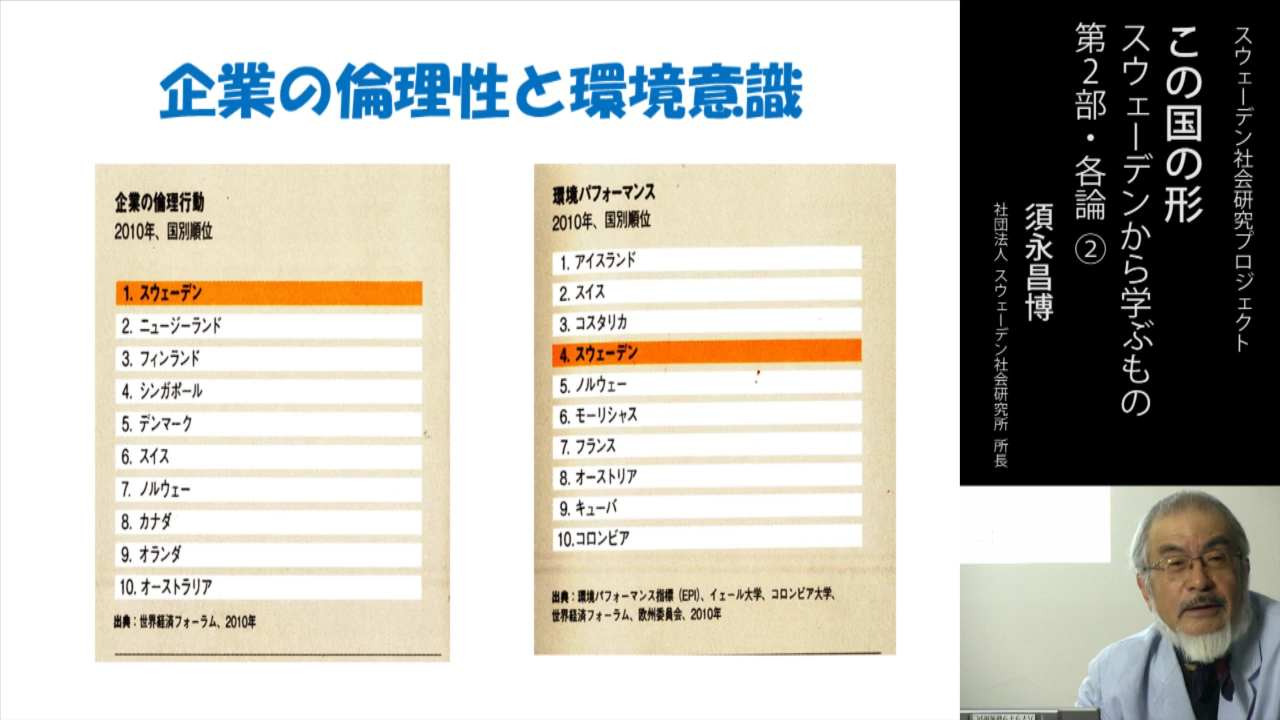 企業の倫理性と環境意識
企業の倫理行動
2010年、国別順位
1. スウェーデン
2. ニュージーランド
3. フィンランド
4. シンガポール
5. デンマーク
6. スイス
7. ノルウェー
8. カナダ
9. オランダ
10. オーストラリア
出典：世界経済フォーラム、2010年
環境パフォーマンス
2010年、国別順位
1. アイスランド
2. スイス
3. コスタリカ
4. スウェーデン
5. ノルウェー
6. モーリシャス
7. フランス
8. オーストリア
9. キューバ
10.コロンビア
出典：環境パフォーマンス指標（EPI）、イェール大学、コロンビア大学、
世界経済フォーラム、欧州委員会、2010年
スウェーデン社会研究プロジェクト
この国の形
スウェーデンから学ぶもの
第２部・各論 ②
須永昌博
社団法人 スウェーデン社会研究所 所長